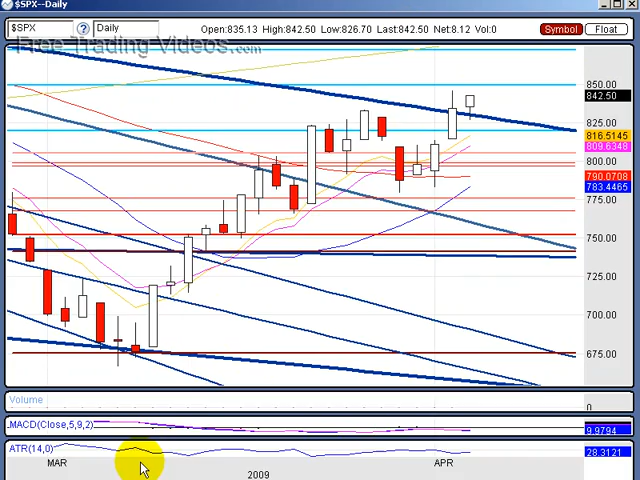 $SPX--Daily
$SPX ? Daily Open:835.13 High:842.50 Low:826.70 Last:842.50 Net:8.12 Vol:0 Symbol Float
Free Trading Videos.com
850.00
842.50
825.00
816.5145
809.6348
800.00
790.0708
783.4465
775.00
750.00
725.00
700.00
675.00
Volume
0
MACD(Close,5,9,2)
9.9794
ATR(14,0)
28.3121
MAR APR
2009